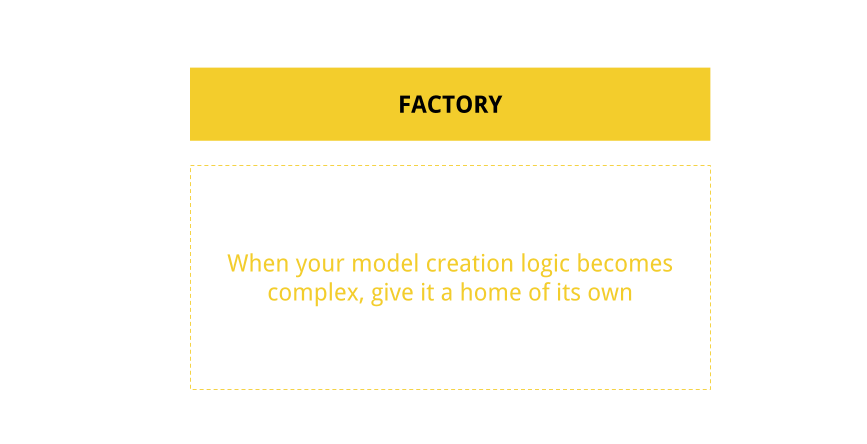 FACTORY
When your model creation logic becomes
complex, give it a home of its own